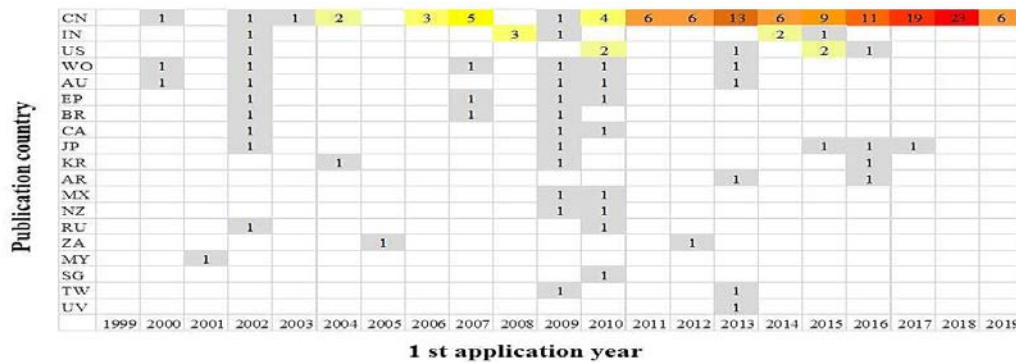 CN 1 1 1 2 3 5 1 4 6 6 13 6 9 11 19 23 6
IN 1 3 1 2 1
US 1 2 1 2 1
WO 1 1 1 1 1 1
AU 1 1 1 1 1
EP 1 1 1 1
BR 1 1 1
CA 1 1 1
JP 1 1 1 1 1
KR 1 1 1
AR 1 1
MX 1 1
NZ 1 1
RU 1 1
ZA 1 1
MY 1
SG 1
TW 1 1
UV 1
1999 2000 2001 2002 2003 2004 2005 2006 2007 2008 2009 2010 2011 2012 2013 2014 2015 2016 2017 2018 2019
Publication country
1 st application year